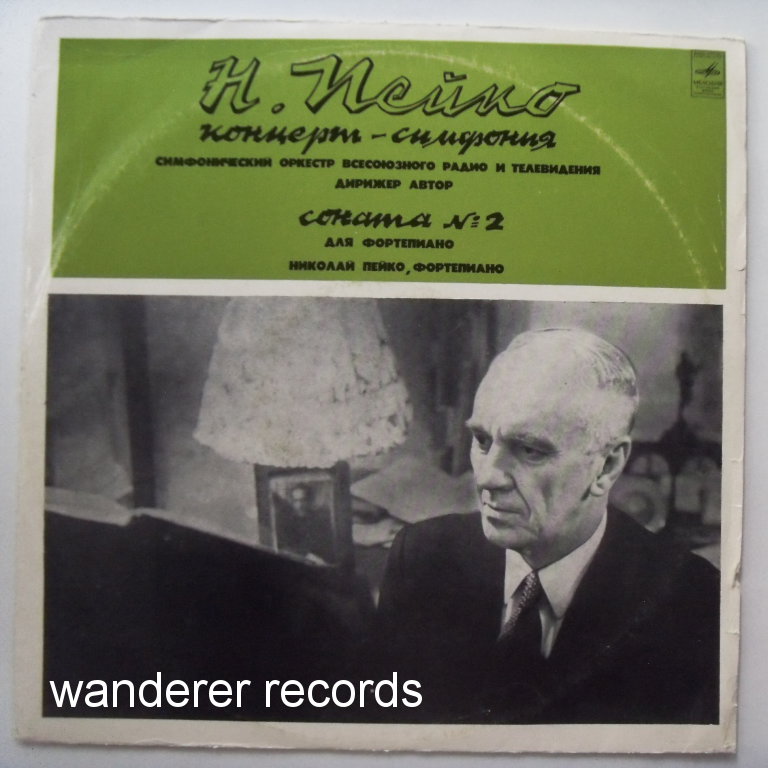 Н. Пейко
концерт – симфония
СИМФОНИЧЕСКИЙ ОРКЕСТР ВСЕСОЮЗНОГО РАДИО И ТЕЛЕВИДЕНИЯ
ДИРИЖЕР АВТОР
соната № 2
ДЛЯ ФОРТЕПИАНО
НИКОЛАЙ ПЕЙКО, ФОРТЕПИАНО
МЕЛОДИЯ
wanderer records